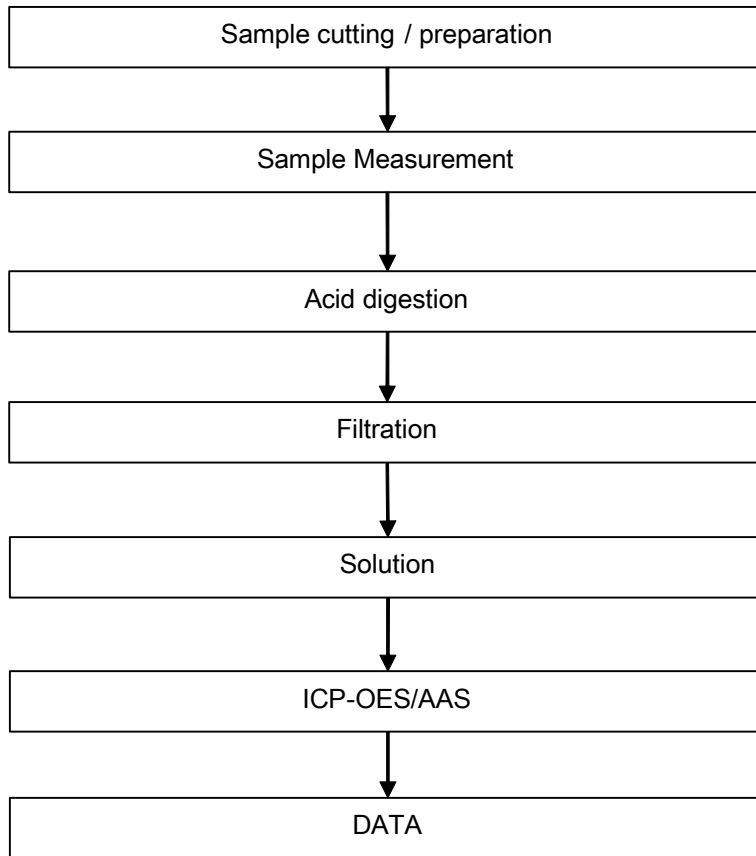 Sample cutting / preparation
Sample Measurement
Acid digestion
Filtration
Solution
ICP-OES/AAS
DATA